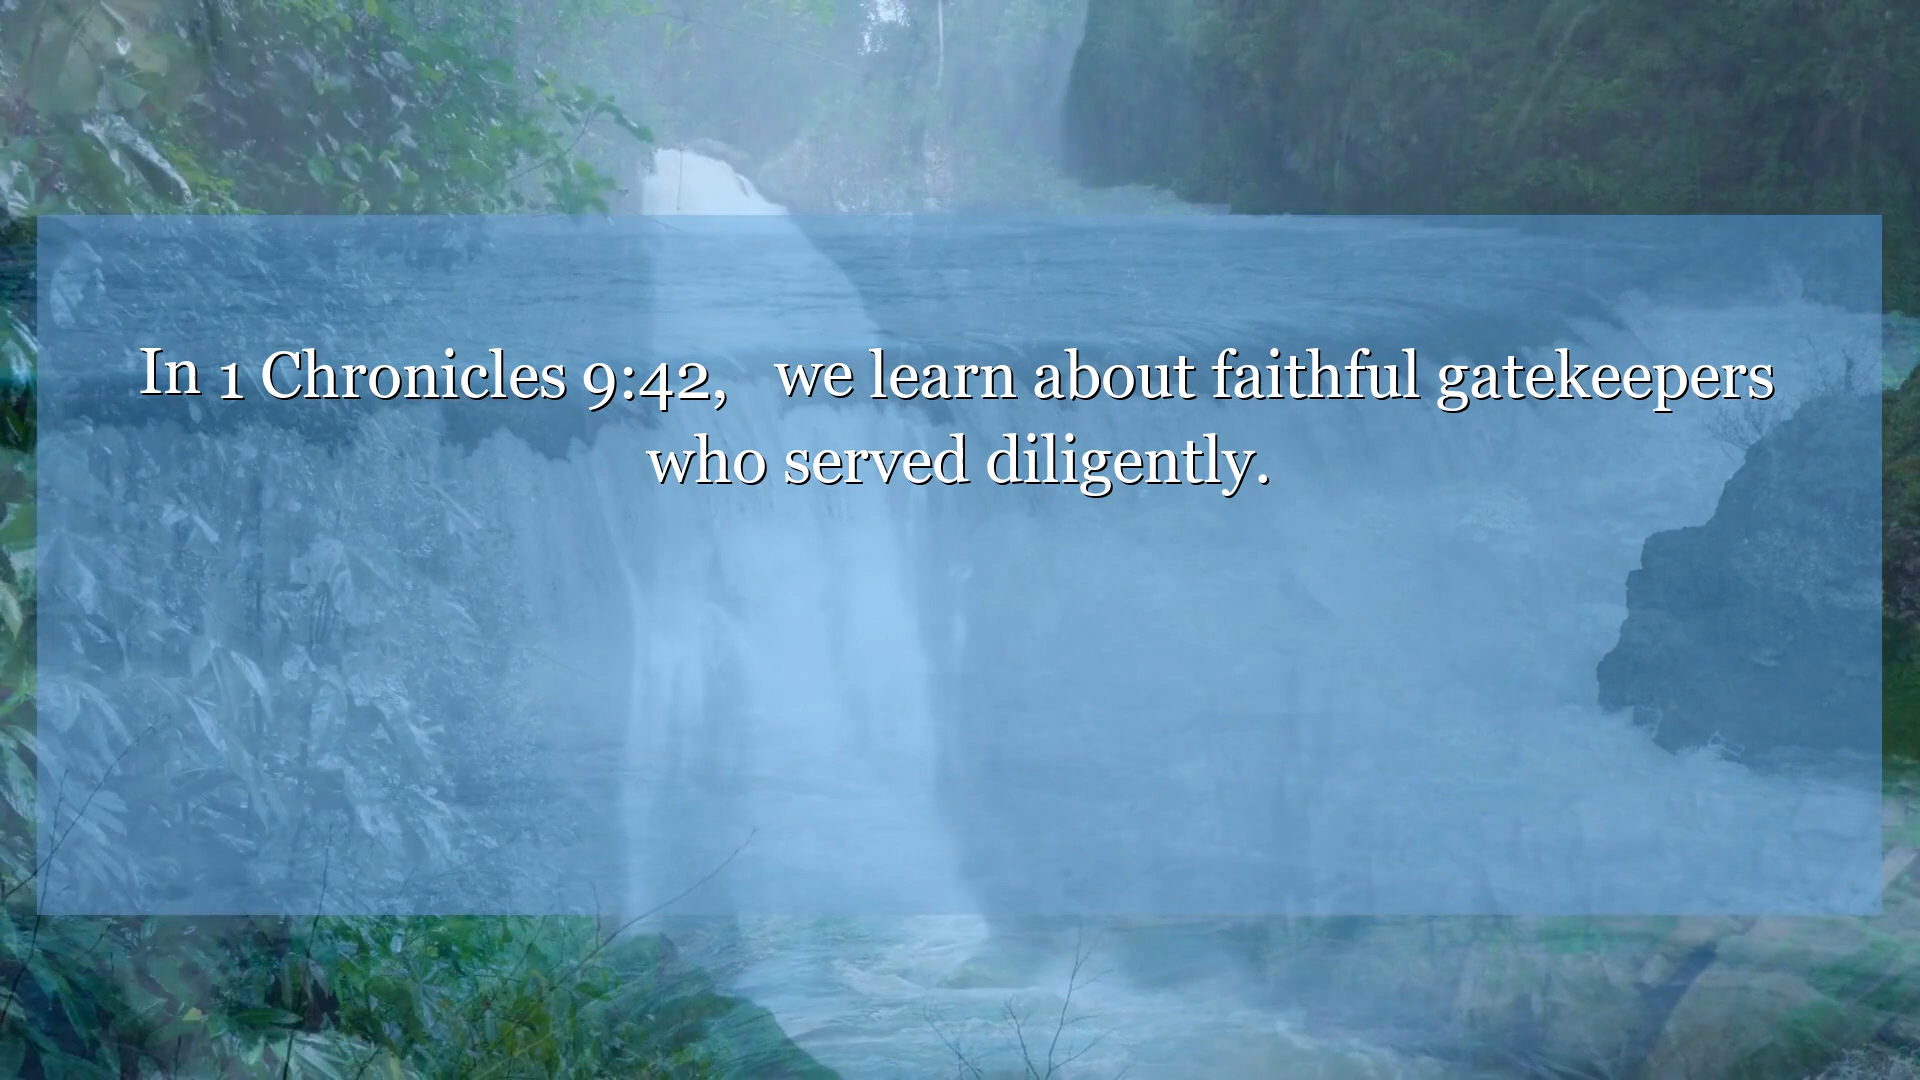 In 1 Chronicles 9:42, we learn about faithful gatekeepers
who served diligently.